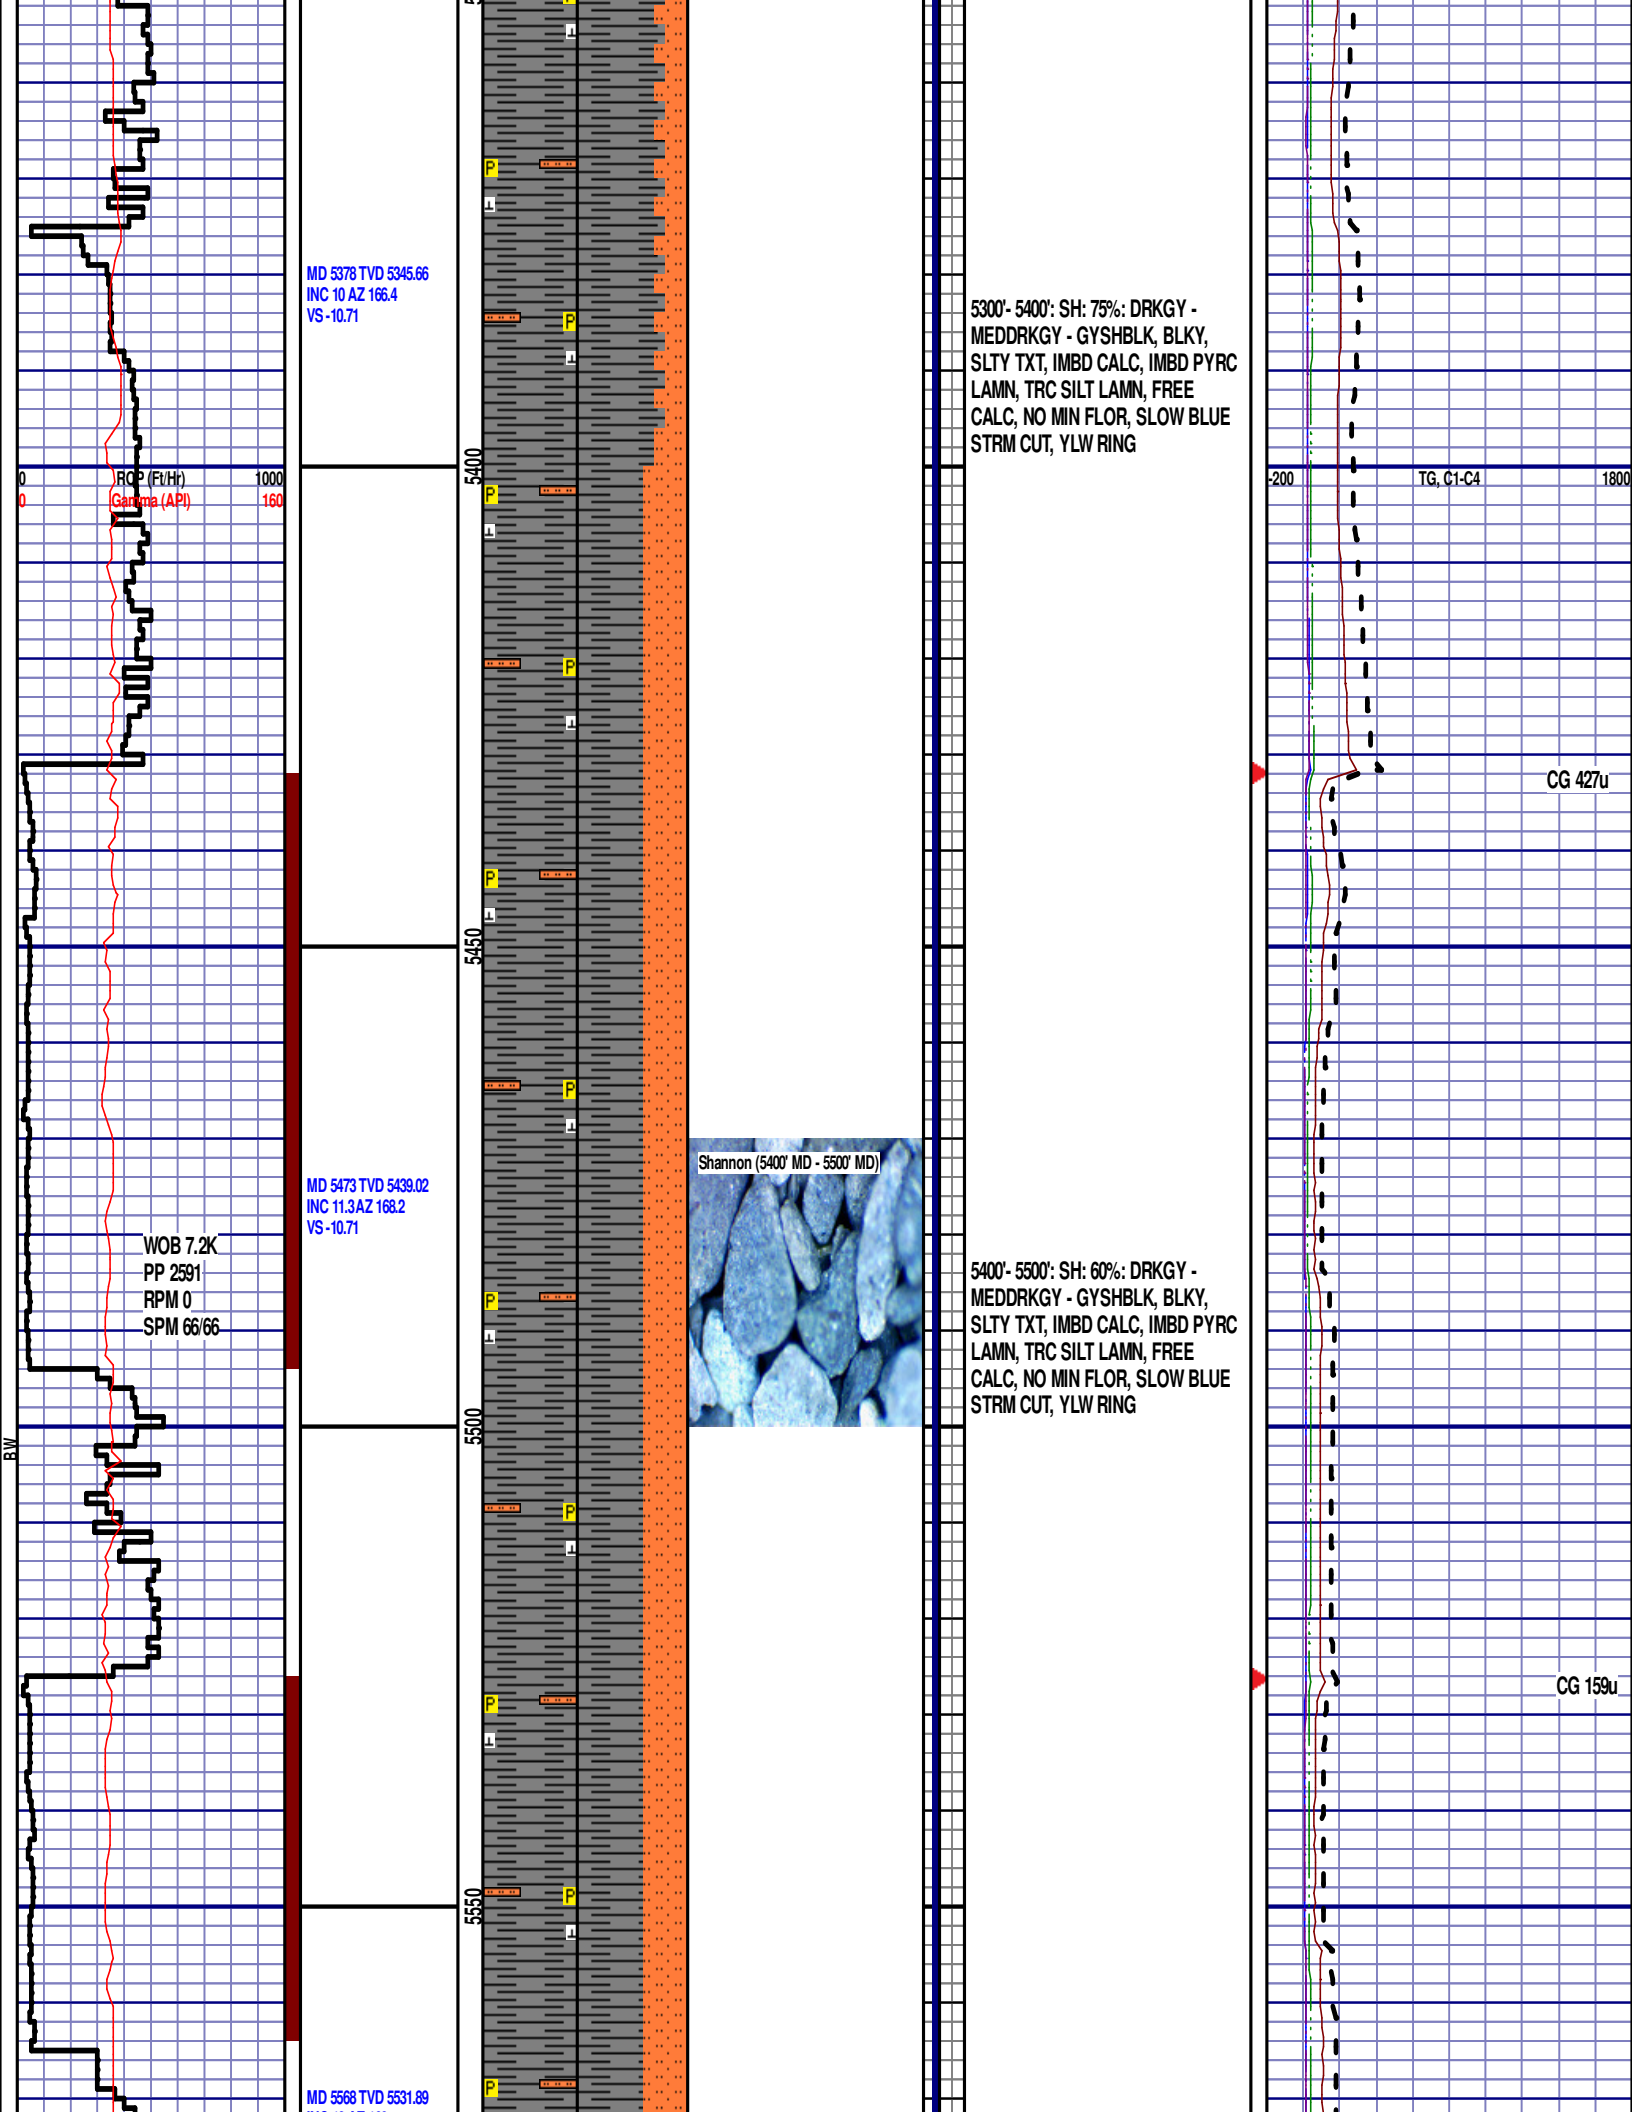 MD 5378 TVD 5345.66
INC 10 AZ 166.4
VS -10.71
5300'- 5400': SH: 75%: DRKGY -
MEDDRKGY - GYSHBLK, BLKY,
SLTY TXT, IMBD CALC, IMBD PYRC
LAMN, TRC SILT LAMN, FREE
CALC, NO MIN FLOR, SLOW BLUE
STRM CUT, YLW RING
5400
0 ROP (Ft/Hr) 1000
0 Gamma (API) 160
-200 TG, C1-C4 1800
CG 427u
5450
Shannon (5400' MD - 5500' MD)
MD 5473 TVD 5439.02
INC 11.3 AZ 168.2
VS -10.71
WOB 7.2K
PP 2591
RPM 0
SPM 66/66
5400'- 5500': SH: 60%: DRKGY -
MEDDRKGY - GYSHBLK, BLKY,
SLTY TXT, IMBD CALC, IMBD PYRC
LAMN, TRC SILT LAMN, FREE
CALC, NO MIN FLOR, SLOW BLUE
STRM CUT, YLW RING
5500
BW
CG 159u
5550
MD 5568 TVD 5531.89